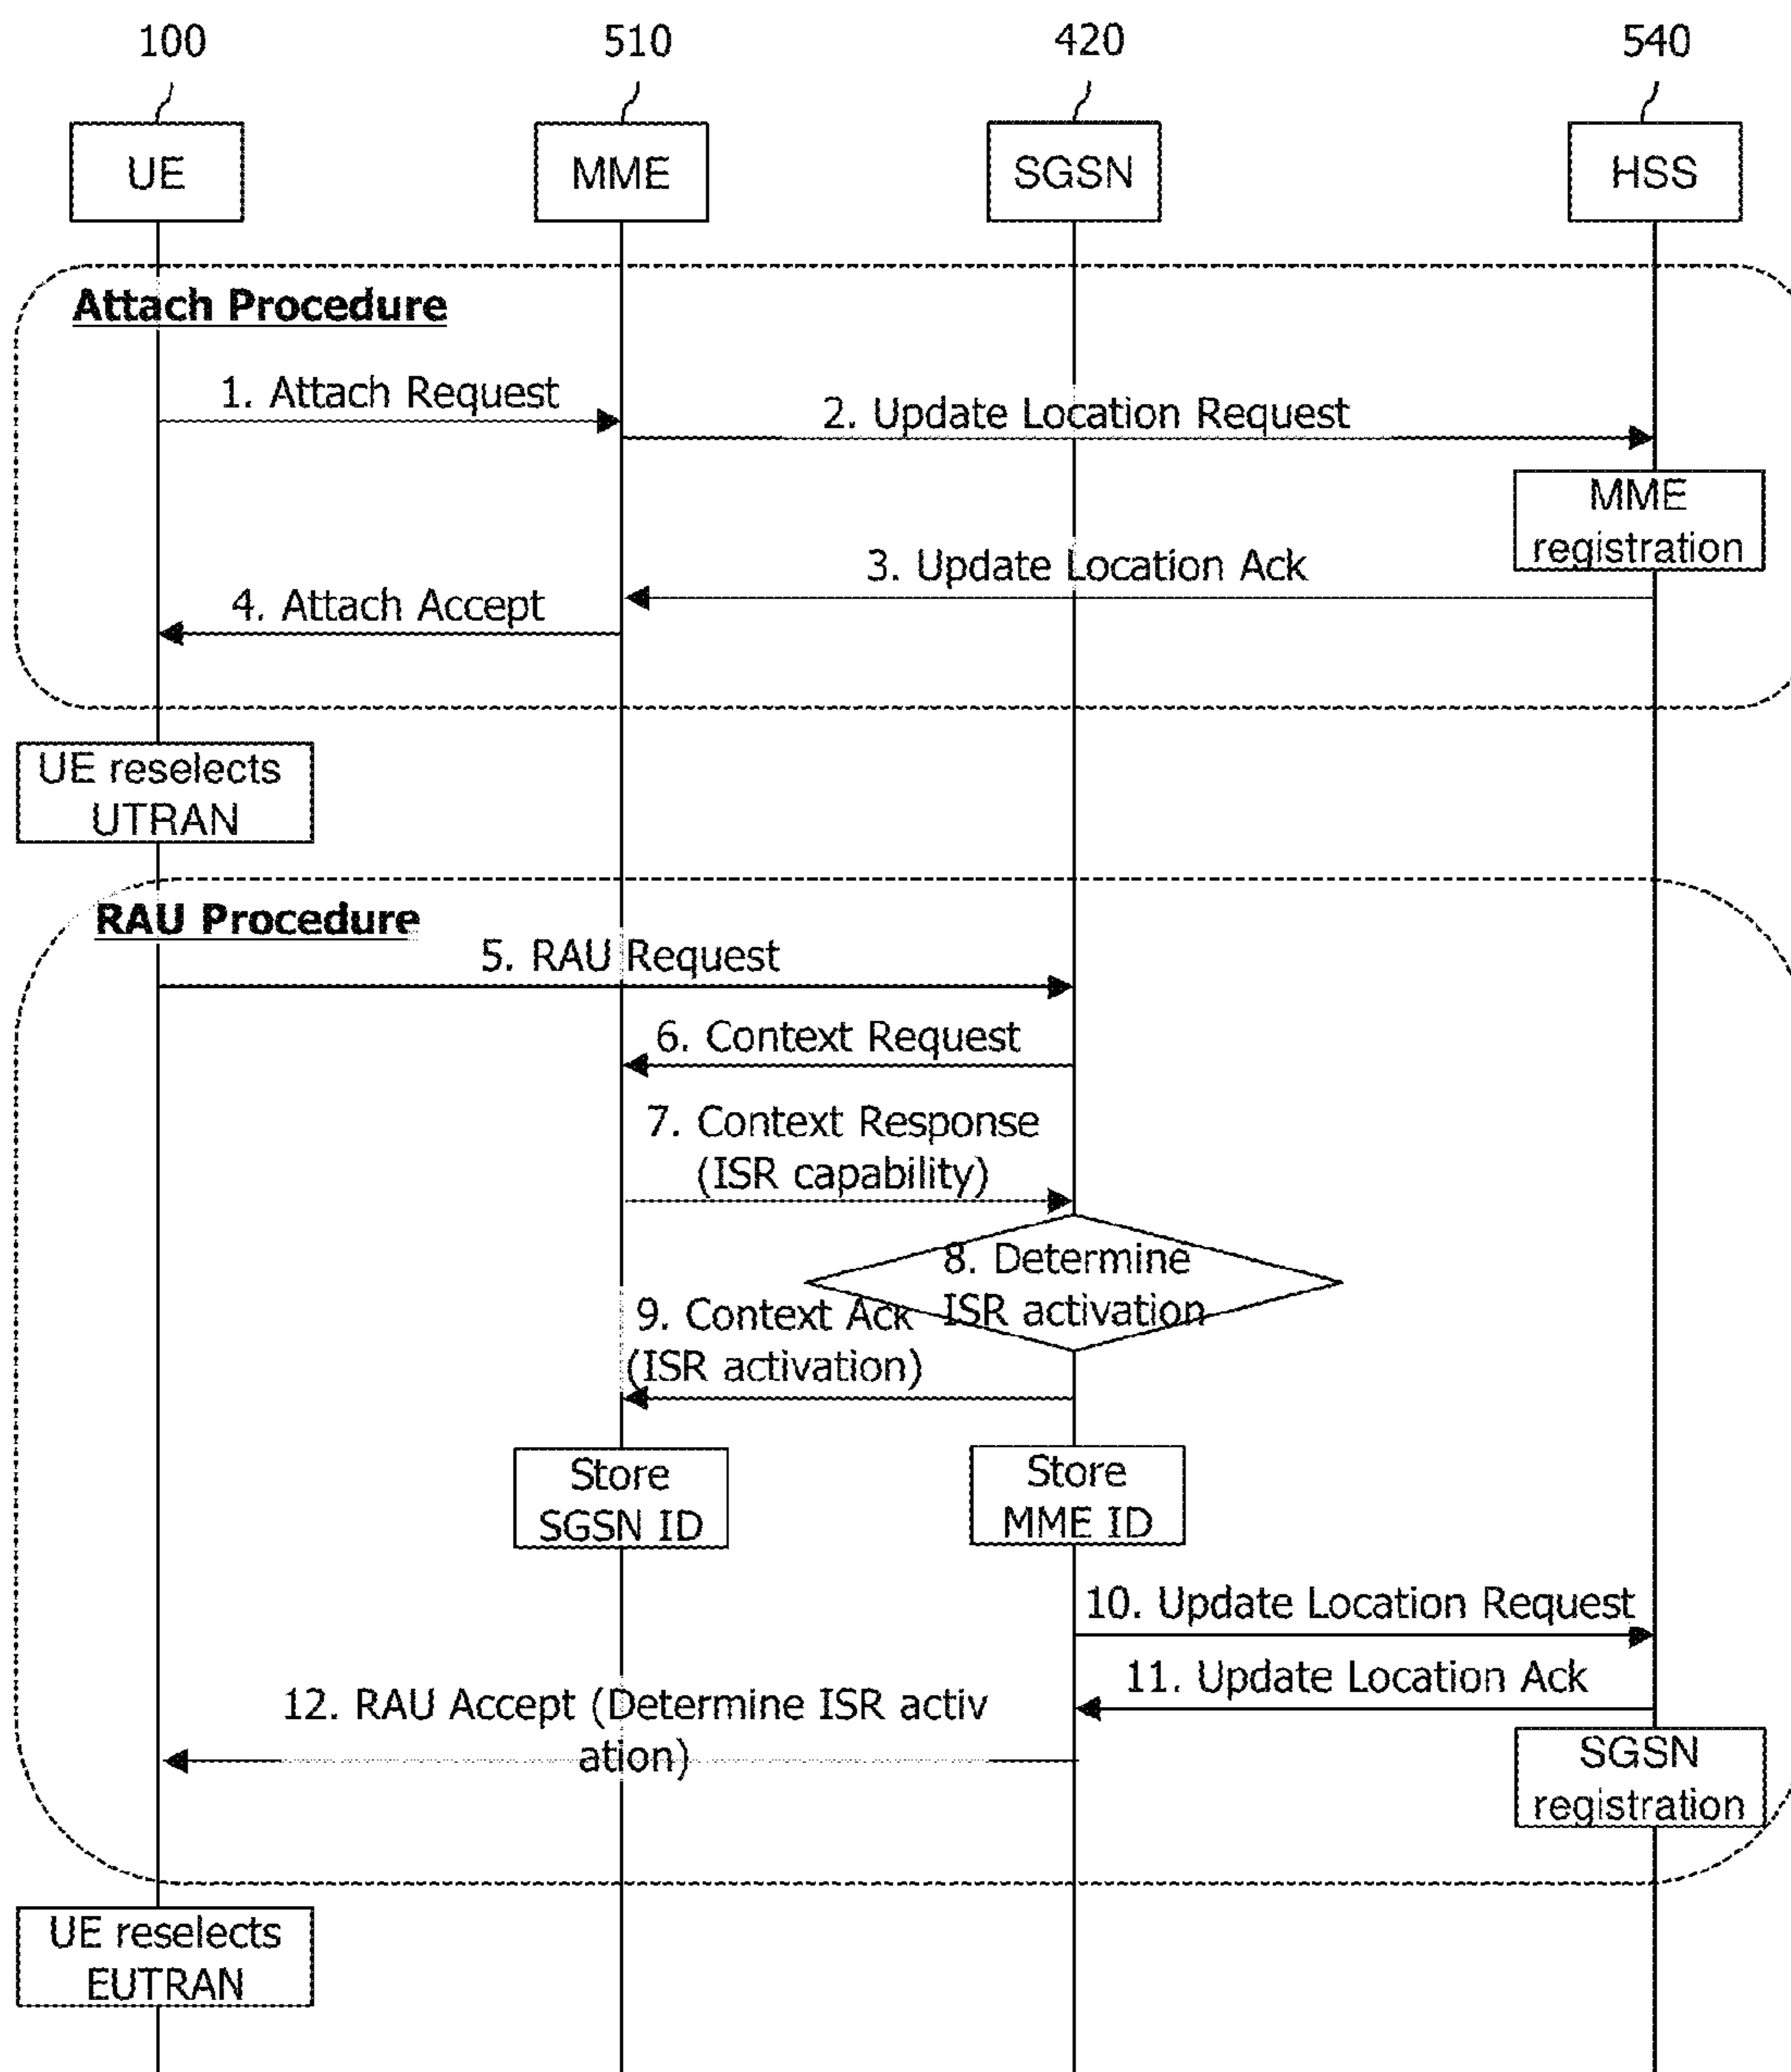 100
510
420
540
UE
MME
SGSN
HSS
Attach Procedure
1. Attach Request
2. Update Location Request
MME
registration
3. Update Location Ack
4. Attach Accept
UE reselects
UTRAN
RAU Procedure
5. RAU Request
6. Context Request
7. Context Response
(ISR capability)
8. Determine
ISR activation
9. Context Ack
(ISR activation)
Store
SGSN ID
Store
MME ID
10. Update Location Request
11. Update Location Ack
12. RAU Accept (Determine ISR activ
ation)
SGSN
registration
UE reselects
EUTRAN